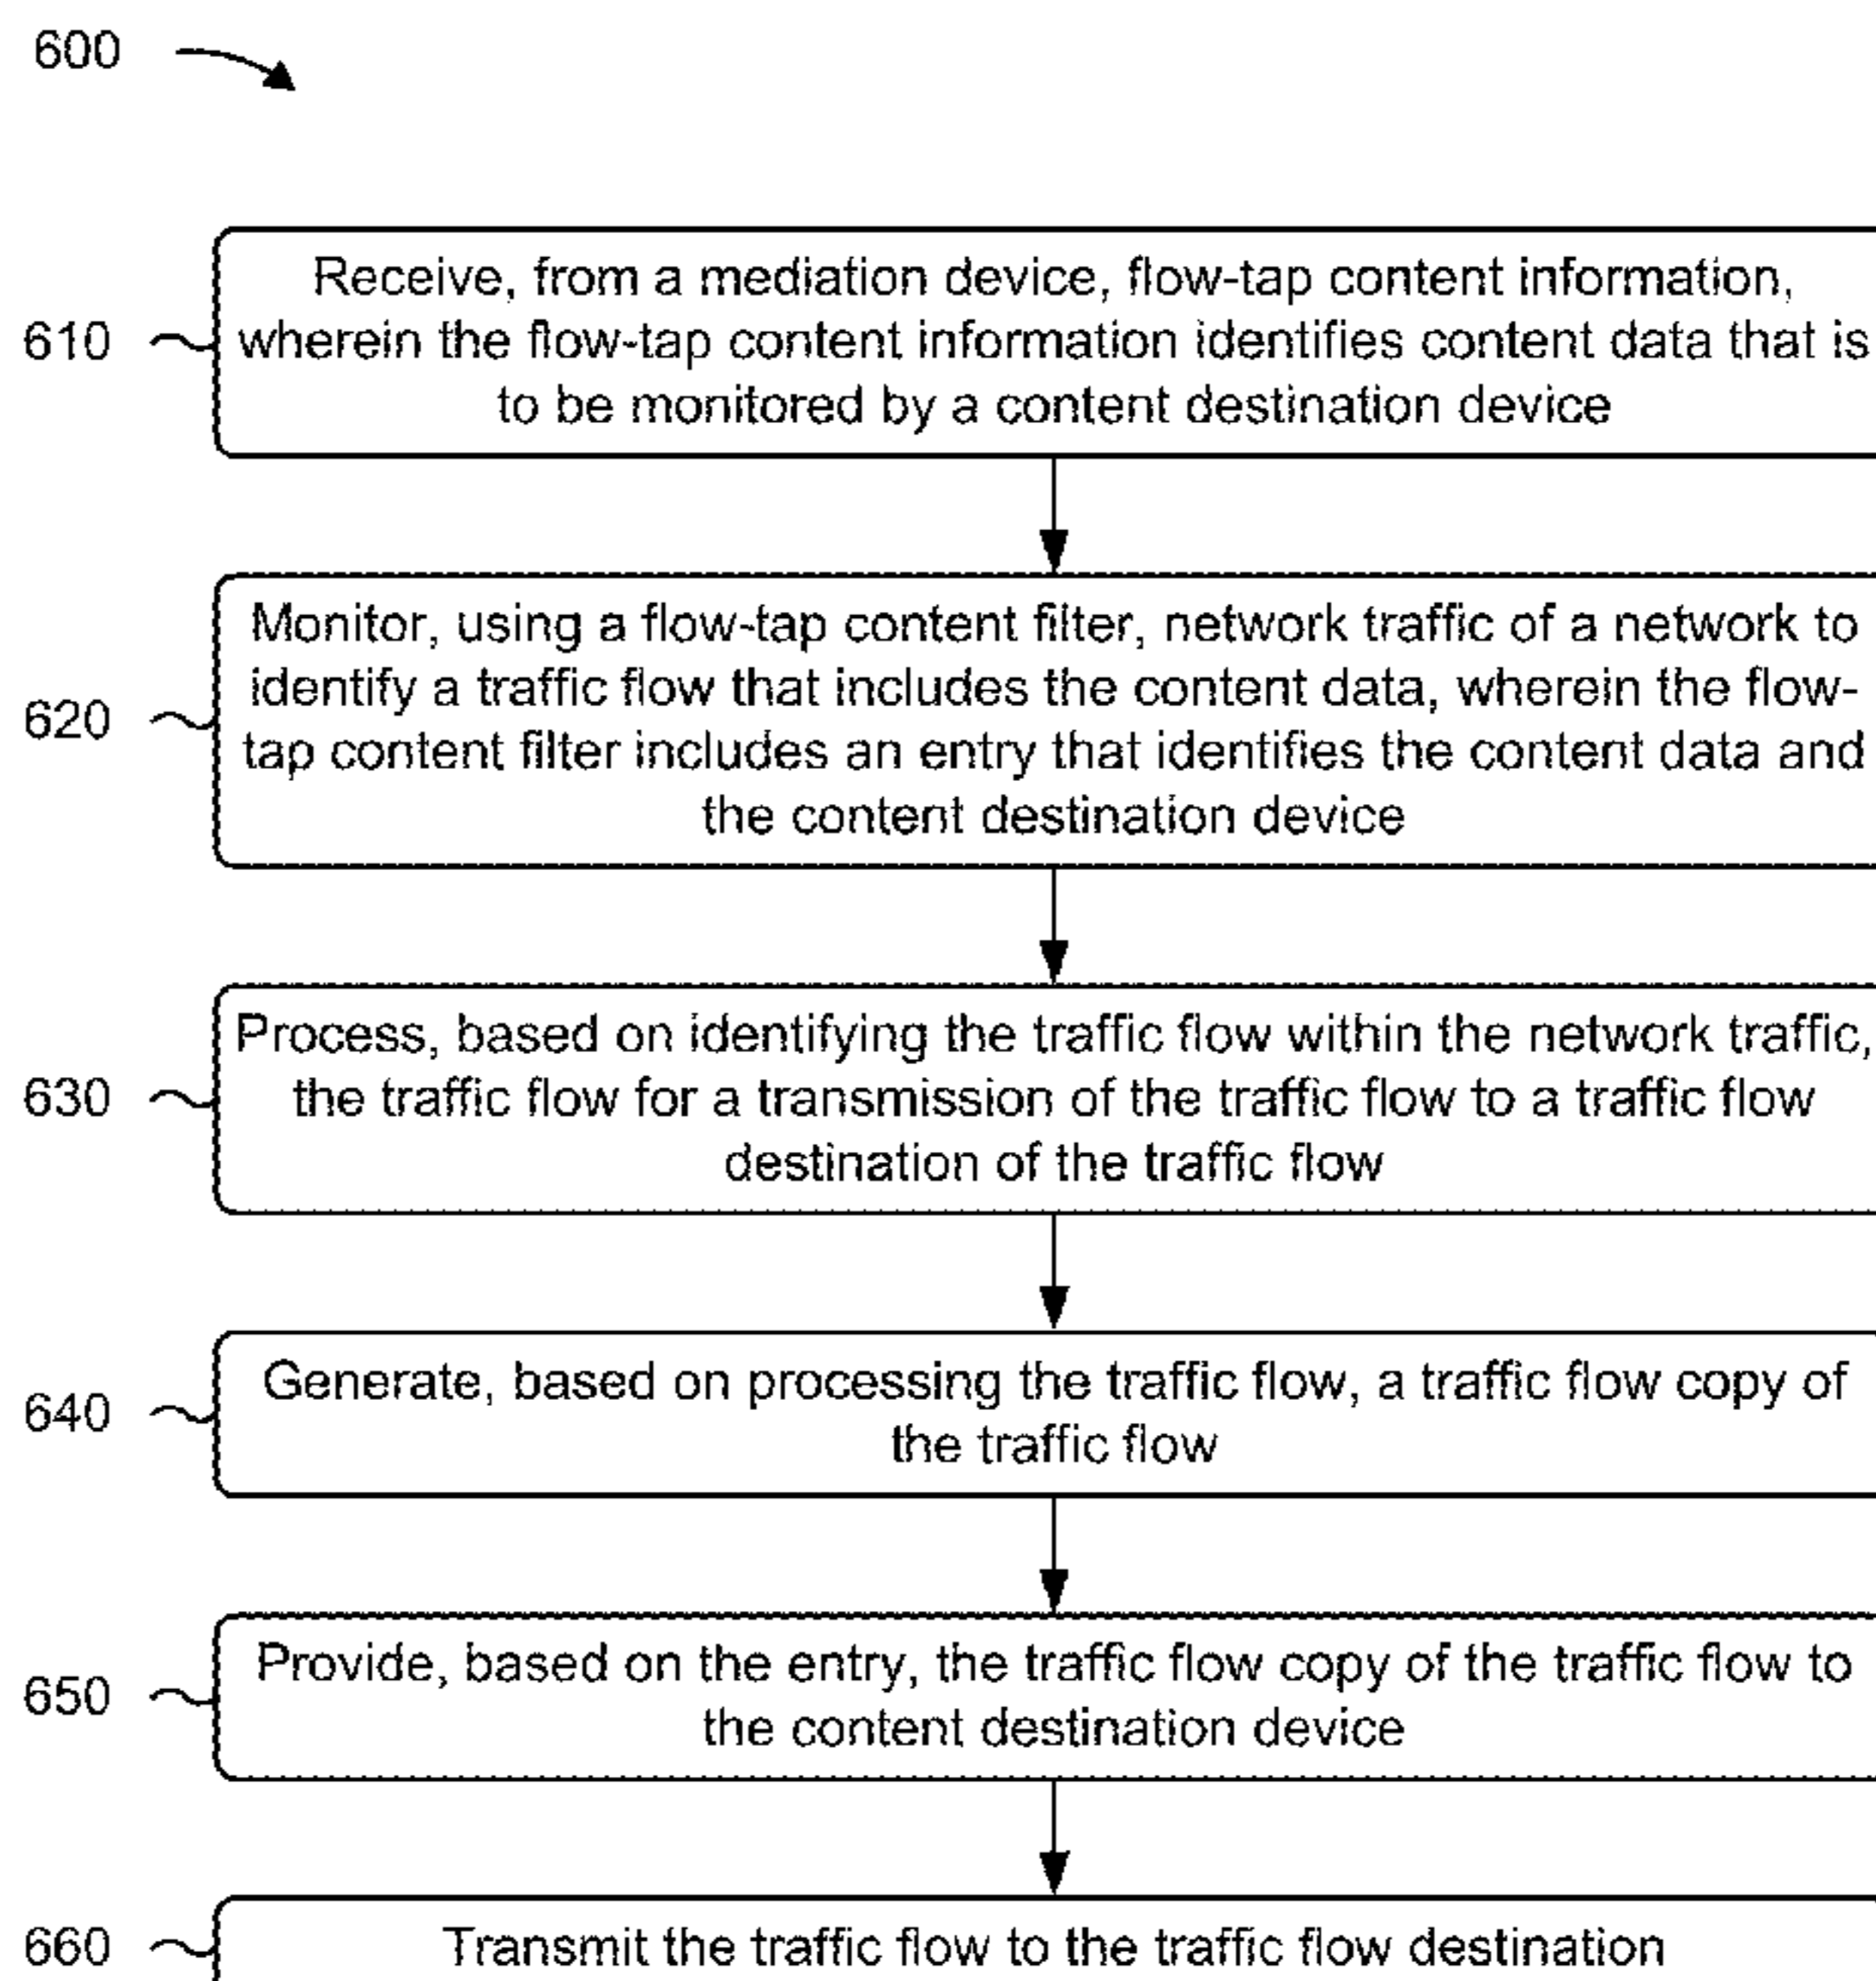 600
Receive, from a mediation device, flow-tap content information,
610
wherein the flow-tap content information identifies content data that is
to be monitored by a content destination device
Monitor, using a flow-tap content filter, network traffic of a network to
identify a traffic flow that includes the content data, wherein the flow-
620
tap content filter includes an entry that identifies the content data and
the content destination device
Process, based on identifying the traffic flow within the network traffic,
630
the traffic flow for a transmission of the traffic flow to a traffic flow
destination of the traffic flow
640
Generate, based on processing the traffic flow, a traffic flow copy of
the traffic flow
650
Provide, based on the entry, the traffic flow copy of the traffic flow to
the content destination device
660
Transmit the traffic flow to the traffic flow destination